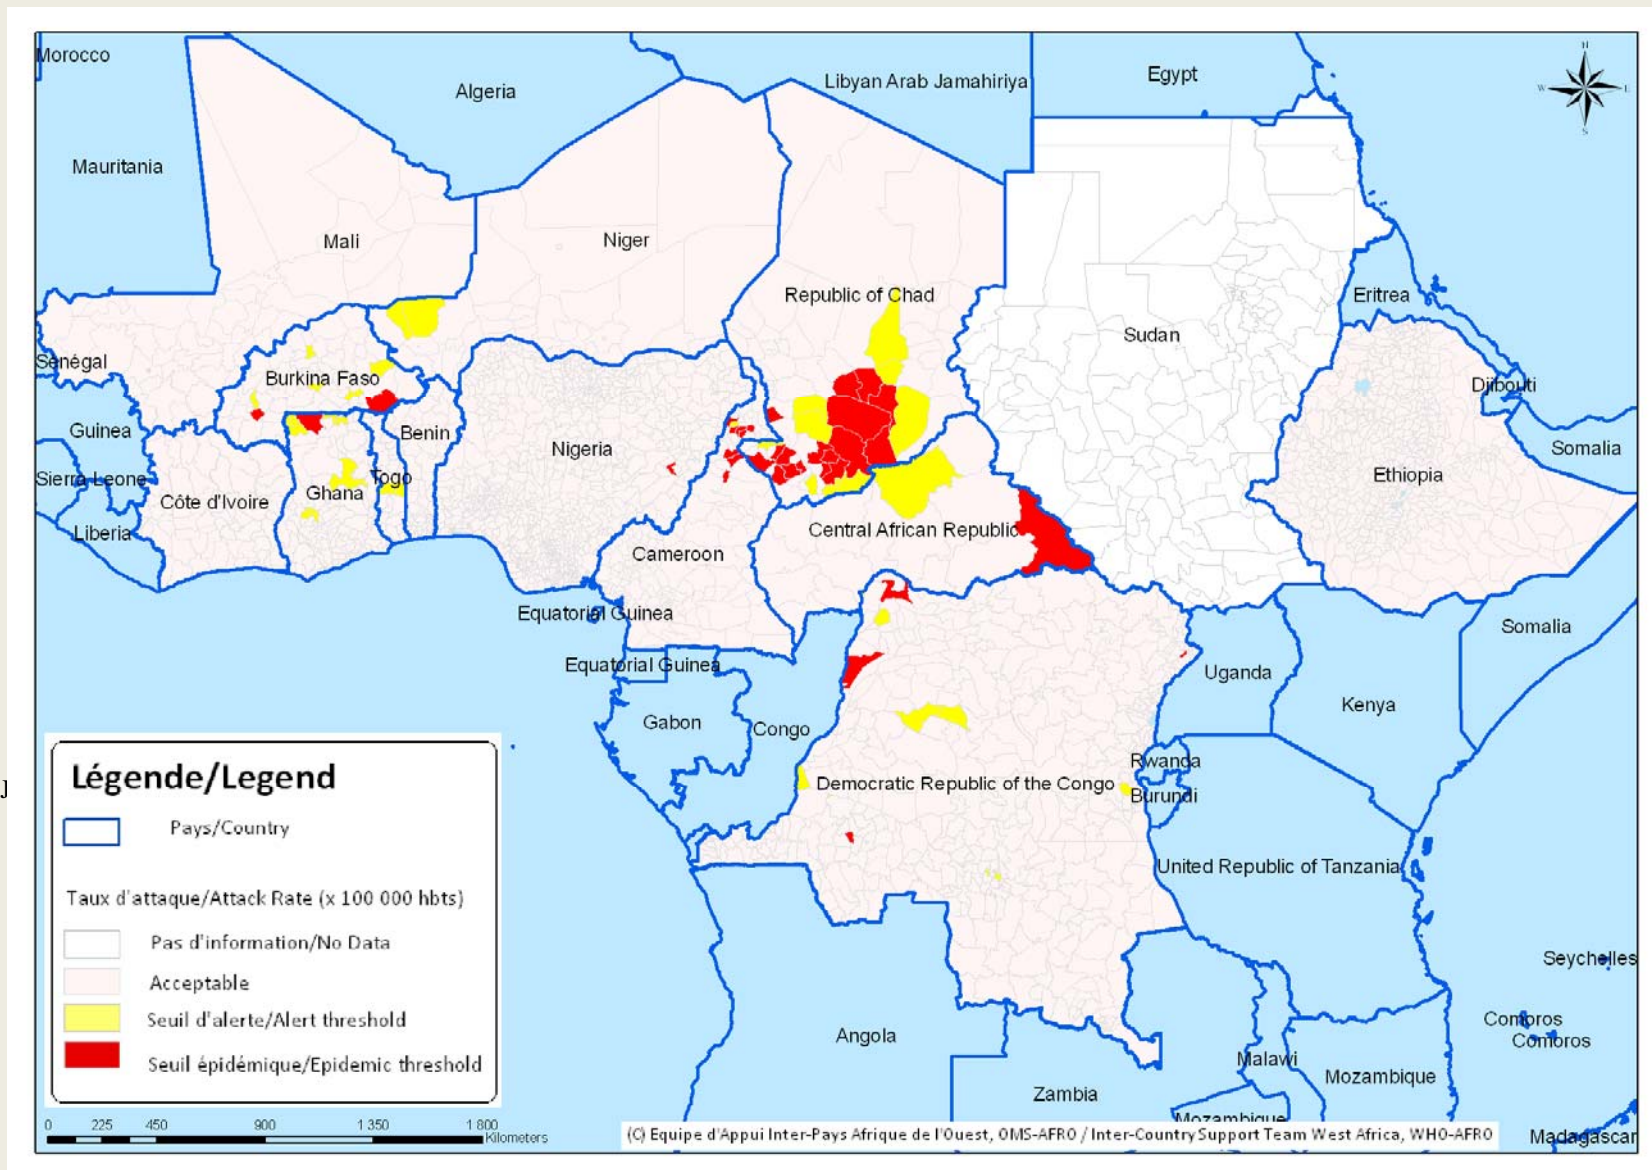 N
W
E
S
Morocco
Algeria
Libyan Arab Jamahiriya
Egypt
Mauritania
Mali
Niger
Republic of Chad
Sudan
Eritrea
Sénégal
Burkina Faso
Djibouti
Guinea
Benin
Nigeria
Somalia
Sierra Leone
Togo
Ghana
Côte d'Ivoire
Ethiopia
Liberia
Central African Republic
Cameroon
Equatorial Guinea
Somalia
Equatorial Guinea
Uganda
Kenya
Gabon
Congo
Rwanda
Democratic Republic of the Congo
Burundi
United Republic of Tanzania
Seychelles
Comoros
Comoros
Angola
Malawi
Mozambique
Zambia
Mozambique
Madagascar
J
Légende/Legend
Pays/Country
Taux d'attaque/Attack Rate (x 100 000 hbts)
Pas d'information/No Data
Acceptable
Seuil d'alerte/Alert threshold
Seuil épidémique/Epidemic threshold
0 225 450 900 1 350 1 800
Kilometers
(C) Equipe d'Appui Inter-Pays Afrique de l'Ouest, OMS-AFRO / Inter-Country Support Team West Africa, WHO-AFRO